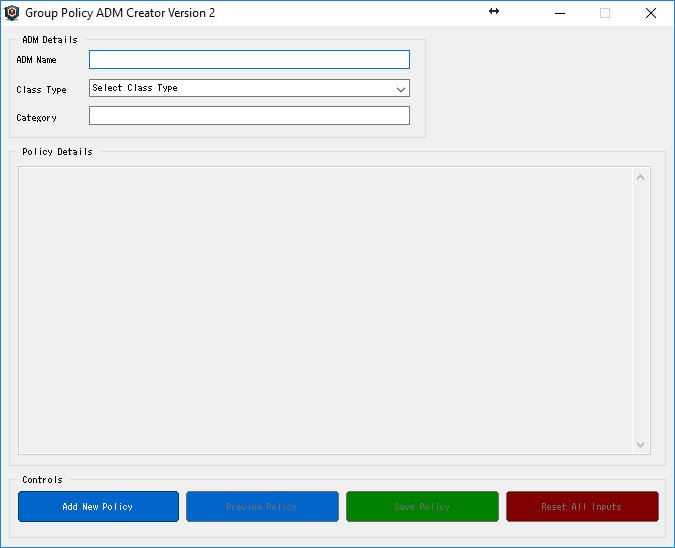 Group Policy ADM Creator Version 2
ADM Details
ADM Name
Class Type Select Class Type
Category
Policy Details
Controls
Add New Policy Preview Policy Save Policy Reset All Inputs